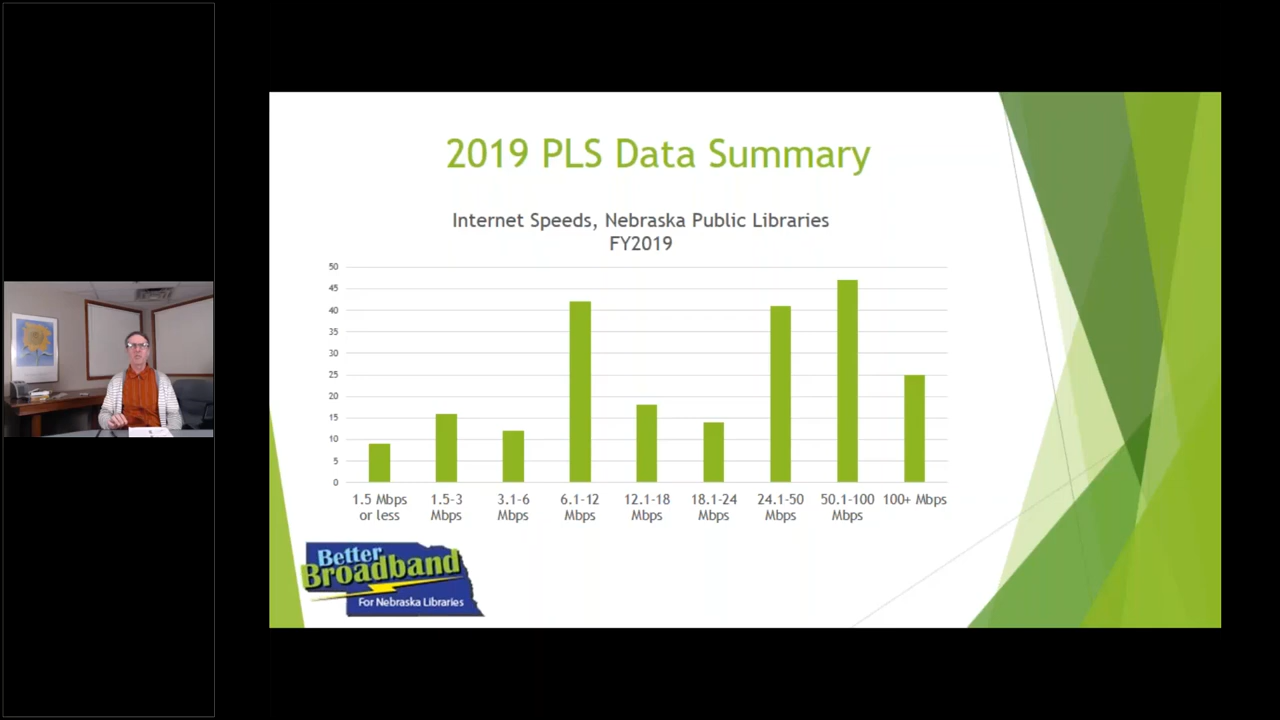 2019 PLS Data Summary
Internet Speeds, Nebraska Public Libraries
FY2019
50
45
40
35
30
25
20
15
10
5
0
1.5 Mbps or less
1.5-3 Mbps
3.1-6 Mbps
6.1-12 Mbps
12.1-18 Mbps
18.1-24 Mbps
24.1-50 Mbps
50.1-100 Mbps
100+ Mbps
Better
Broadband
For Nebraska Libraries